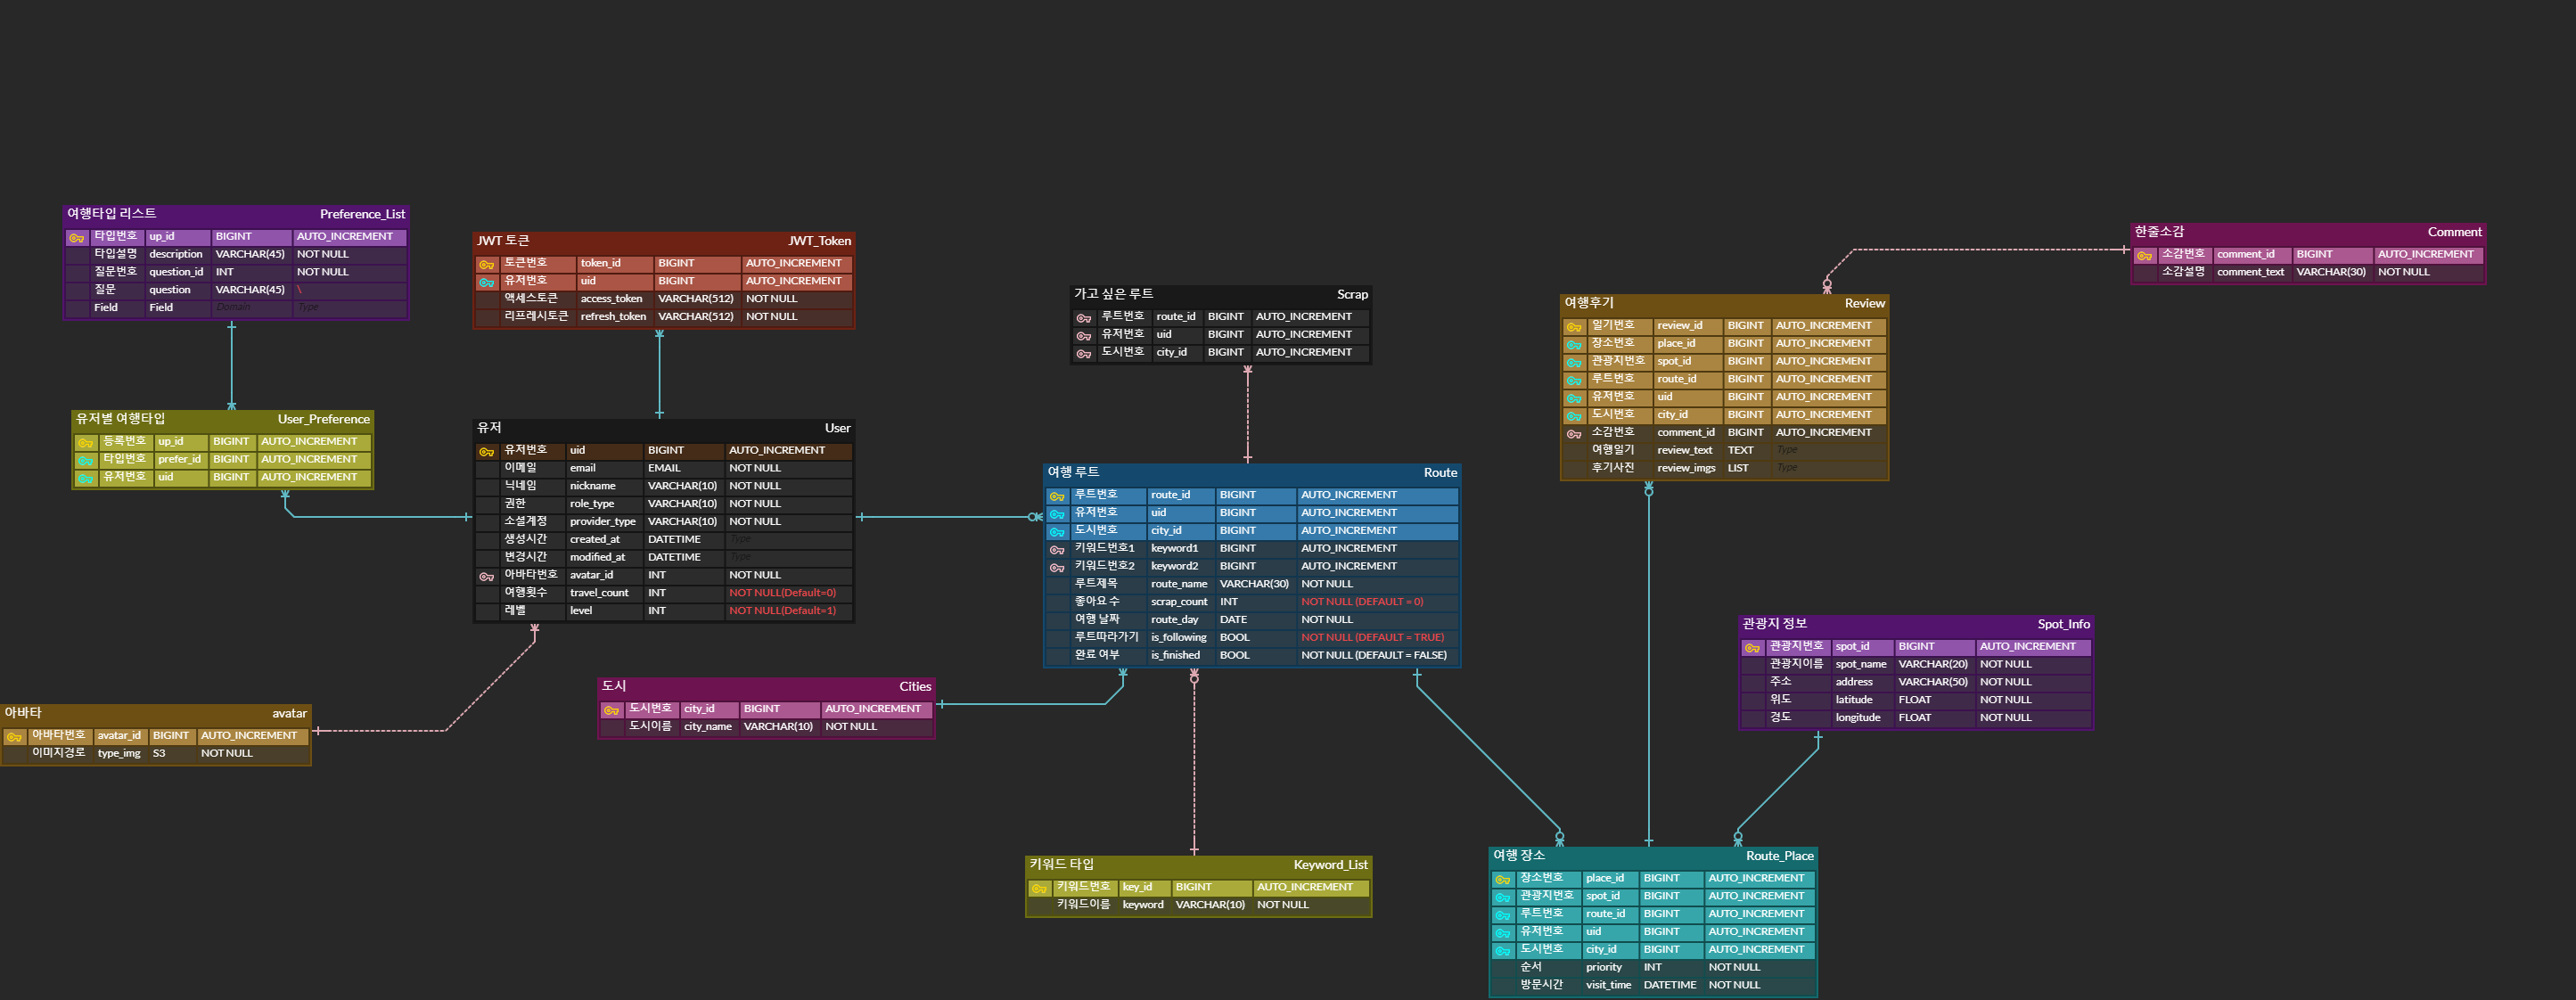 여행타입 리스트 Preference_List
타입번호 up_id BIGINT AUTO_INCREMENT
타입설명 description VARCHAR(45) NOT NULL
질문번호 question_id INT NOT NULL
질문 question VARCHAR(45) \
Field Field Domain Type
JWT 토큰 JWT_Token
토큰번호 token_id BIGINT AUTO_INCREMENT
유저번호 uid BIGINT AUTO_INCREMENT
액세스토큰 access_token VARCHAR(512) NOT NULL
리프레시토큰 refresh_token VARCHAR(512) NOT NULL
가고 싶은 루트 Scrap
루트번호 route_id BIGINT AUTO_INCREMENT
유저번호 uid BIGINT AUTO_INCREMENT
도시번호 city_id BIGINT AUTO_INCREMENT
여행후기 Review
일기번호 review_id BIGINT AUTO_INCREMENT
장소번호 place_id BIGINT AUTO_INCREMENT
관광지번호 spot_id BIGINT AUTO_INCREMENT
루트번호 route_id BIGINT AUTO_INCREMENT
유저번호 uid BIGINT AUTO_INCREMENT
도시번호 city_id BIGINT AUTO_INCREMENT
소감번호 comment_id BIGINT AUTO_INCREMENT
여행일기 review_text TEXT Type
후기사진 review_imgs LIST Type
한줄소감 Comment
소감번호 comment_id BIGINT AUTO_INCREMENT
소감설명 comment_text VARCHAR(30) NOT NULL
유저별 여행타입 User_Preference
등록번호 up_id BIGINT AUTO_INCREMENT
타입번호 prefer_id BIGINT AUTO_INCREMENT
유저번호 uid BIGINT AUTO_INCREMENT
유저 User
유저번호 uid BIGINT AUTO_INCREMENT
이메일 email EMAIL NOT NULL
닉네임 nickname VARCHAR(10) NOT NULL
권한 role_type VARCHAR(10) NOT NULL
소셜계정 provider_type VARCHAR(10) NOT NULL
생성시간 created_at DATETIME Type
변경시간 modified_at DATETIME Type
아바타번호 avatar_id INT NOT NULL
여행횟수 travel_count INT NOT NULL(Default=0)
레벨 level INT NOT NULL(Default=1)
여행 루트 Route
루트번호 route_id BIGINT AUTO_INCREMENT
유저번호 uid BIGINT AUTO_INCREMENT
도시번호 city_id BIGINT AUTO_INCREMENT
키워드번호1 keyword1 BIGINT AUTO_INCREMENT
키워드번호2 keyword2 BIGINT AUTO_INCREMENT
루트제목 route_name VARCHAR(30) NOT NULL
좋아요 수 scrap_count INT NOT NULL (DEFAULT = 0)
여행 날짜 route_day DATE NOT NULL
루트따라가기 is_following BOOL NOT NULL (DEFAULT = TRUE)
완료 여부 is_finished BOOL NOT NULL (DEFAULT = FALSE)
관광지 정보 Spot_Info
관광지번호 spot_id BIGINT AUTO_INCREMENT
관광지이름 spot_name VARCHAR(20) NOT NULL
주소 address VARCHAR(50) NOT NULL
위도 latitude FLOAT NOT NULL
경도 longitude FLOAT NOT NULL
도시 Cities
도시번호 city_id BIGINT AUTO_INCREMENT
도시이름 city_name VARCHAR(10) NOT NULL
아바타 avatar
아바타번호 avatar_id BIGINT AUTO_INCREMENT
이미지경로 type_img S3 NOT NULL
키워드 타입 Keyword_List
키워드번호 key_id BIGINT AUTO_INCREMENT
키워드이름 keyword VARCHAR(10) NOT NULL
여행 장소 Route_Place
장소번호 place_id BIGINT AUTO_INCREMENT
관광지번호 spot_id BIGINT AUTO_INCREMENT
루트번호 route_id BIGINT AUTO_INCREMENT
유저번호 uid BIGINT AUTO_INCREMENT
도시번호 city_id BIGINT AUTO_INCREMENT
순서 priority INT NOT NULL
방문시간 visit_time DATETIME NOT NULL